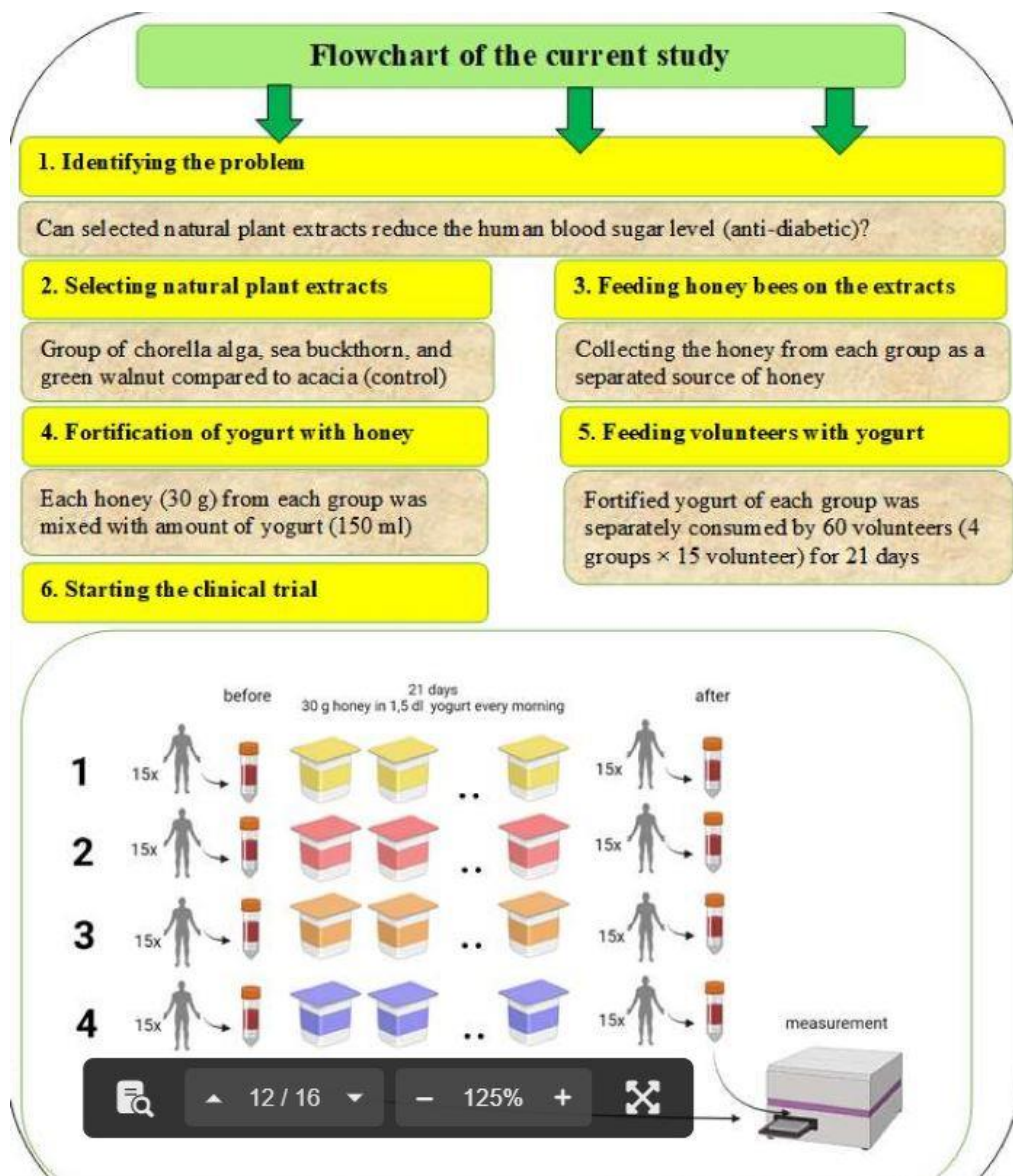 Flowchart of the current study
1. Identifying the problem
Can selected natural plant extracts reduce the human blood sugar level (anti-diabetic)?
2. Selecting natural plant extracts
Group of chorella alga, sea buckthorn, and
green walnut compared to acacia (control)
3. Feeding honey bees on the extracts
Collecting the honey from each group as a
separated source of honey
4. Fortification of yogurt with honey
Each honey (30 g) from each group was
mixed with amount of yogurt (150 ml)
5. Feeding volunteers with yogurt
Fortified yogurt of each group was
separately consumed by 60 volunteers (4
groups × 15 volunteer) for 21 days
6. Starting the clinical trial
before
21 days
30 g honey in 1,5 dl yogurt every morning
after
1
15x
..
15x
2
15x
..
15x
3
15x
..
15x
4
15x
..
15x
measurement
12 / 16
− 125% +